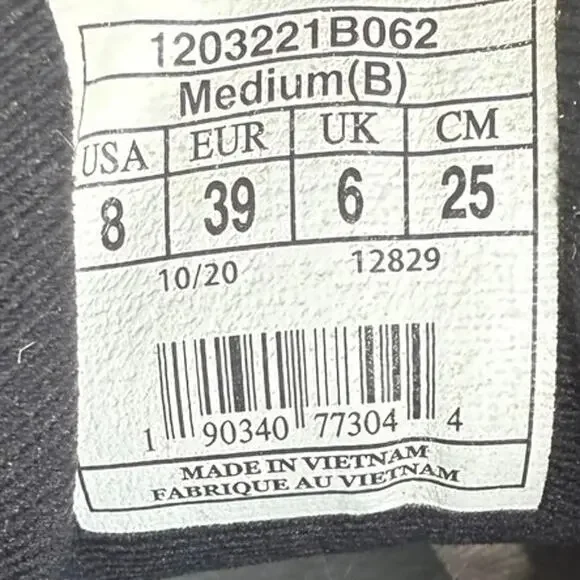 1203221B062
Medium(B)
USA EUR UK CM
8 39 6 25
10/20 12829
1 90340 77304 4
MADE IN VIETNAM
FABRIQUE AU VIETNAM